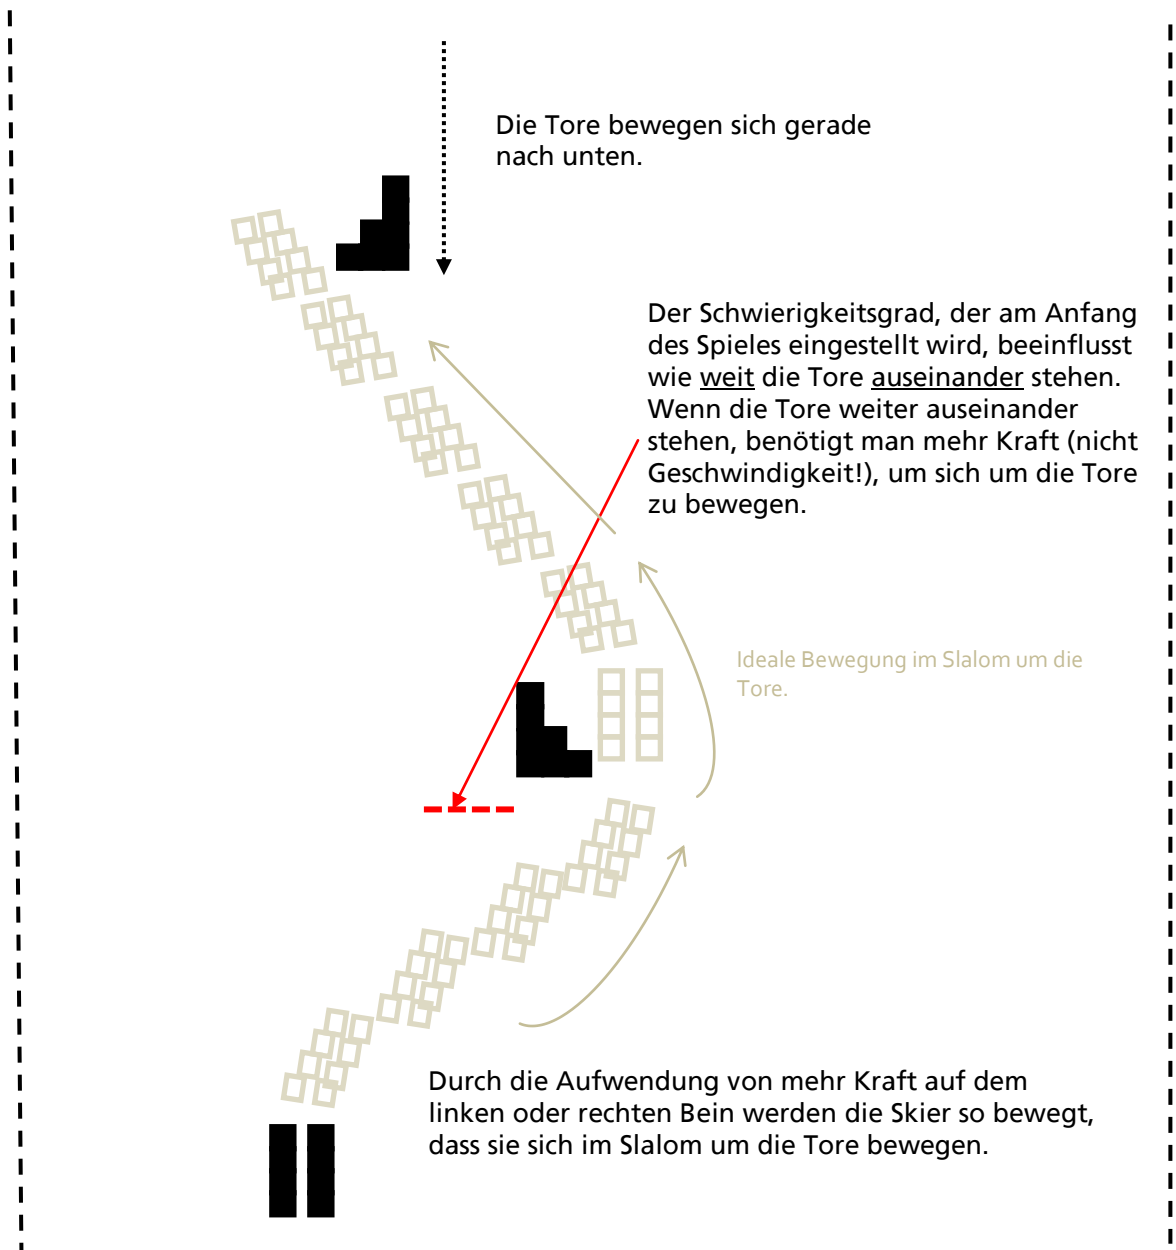 Die Tore bewegen sich gerade
nach unten.
Der Schwierigkeitsgrad, der am Anfang
des Spieles eingestellt wird, beeinflusst
wie weit die Tore auseinander stehen.
Wenn die Tore weiter auseinander
stehen, benötigt man mehr Kraft (nicht
Geschwindigkeit!), um sich um die Tore
zu bewegen.
Ideale Bewegung im Slalom um die
Tore.
Durch die Aufwendung von mehr Kraft auf dem
linken oder rechten Bein werden die Skier so bewegt,
dass sie sich im Slalom um die Tore bewegen.